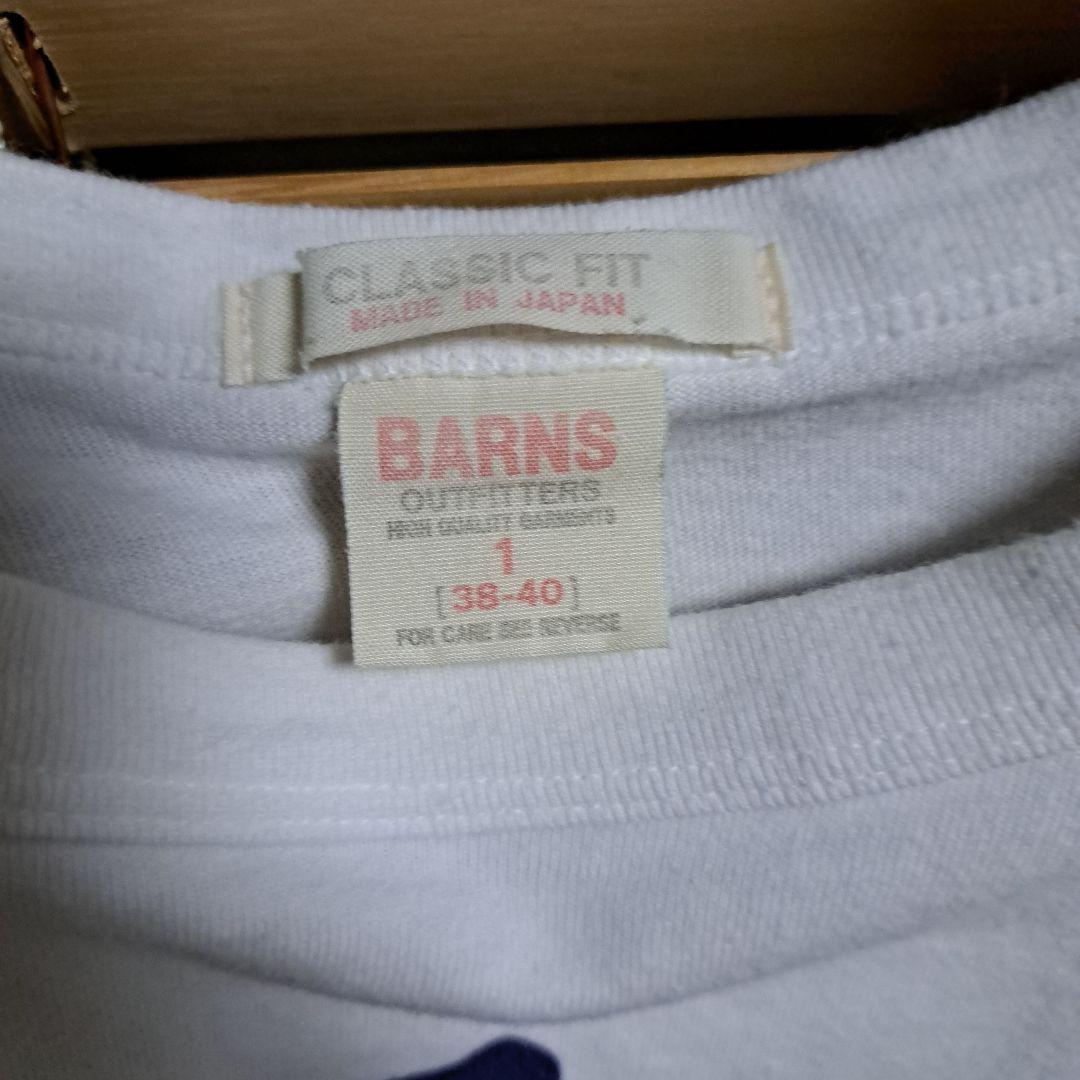 CLASSIC FIT
MADE IN JAPAN
BARNS
OUTFITTERS
HIGH QUALITY GARMENTS
1
[38-40]
FOR CARE SEE REVERSE